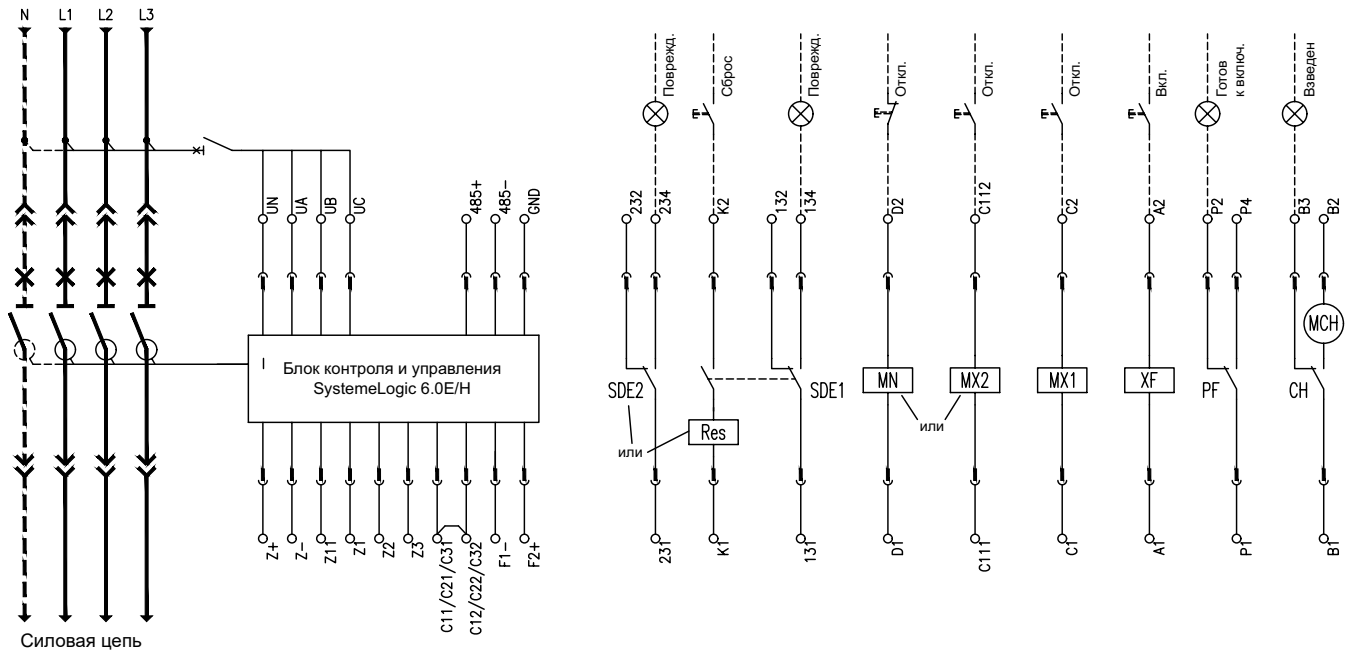 N L1 L2 L3
Поврежд.
Сброс
Поврежд.
Откл.
Откл.
Откл.
Вкл.
Готов
к включ.
Взведен
UN UA UB UC 485+ 485- GND
232 234 K2 132 134 D2 C112 C2 A2 P2 P4 B3 B2
MCH
I
Блок контроля и управления
SystemeLogic 6.0E/H
SDE2 SDE1 MN MX2 MX1 XF PF CH
Res
или
или
Z+ Z- Z11 Z1 Z2 Z3 C11/C21/C31 C12/C22/C32 F1- F2+
231 K1 131 D1 C111 C1 A1 P1 B1
Силовая цепь